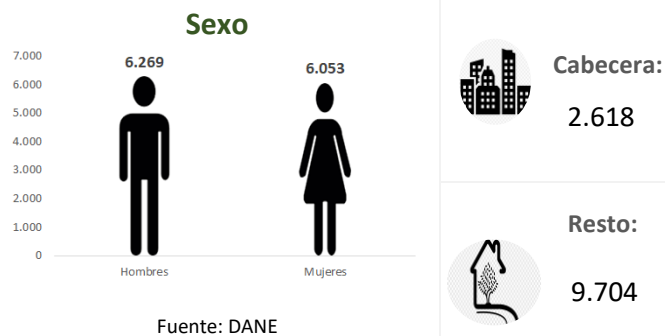 Sexo
7.000
6.000
5.000
4.000
3.000
2.000
1.000
0
6.269
6.053
Hombres
Mujeres
Fuente: DANE
Cabecera:
2.618
Resto:
9.704